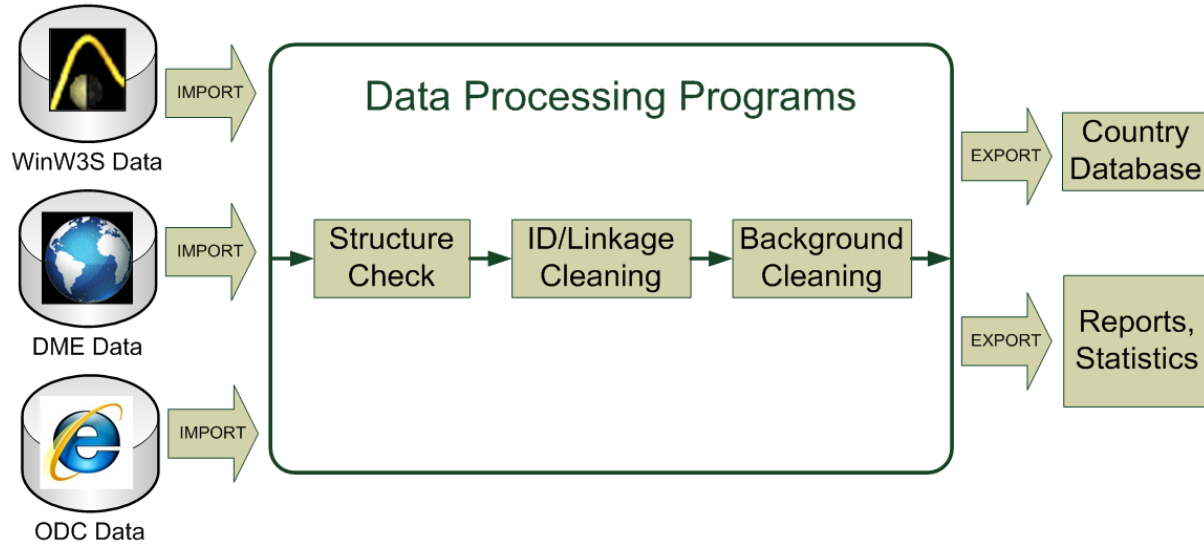 WinW3S Data
IMPORT
DME Data
IMPORT
ODC Data
IMPORT
Data Processing Programs
Structure
Check
ID/Linkage
Cleaning
Background
Cleaning
EXPORT
Country
Database
EXPORT
Reports,
Statistics